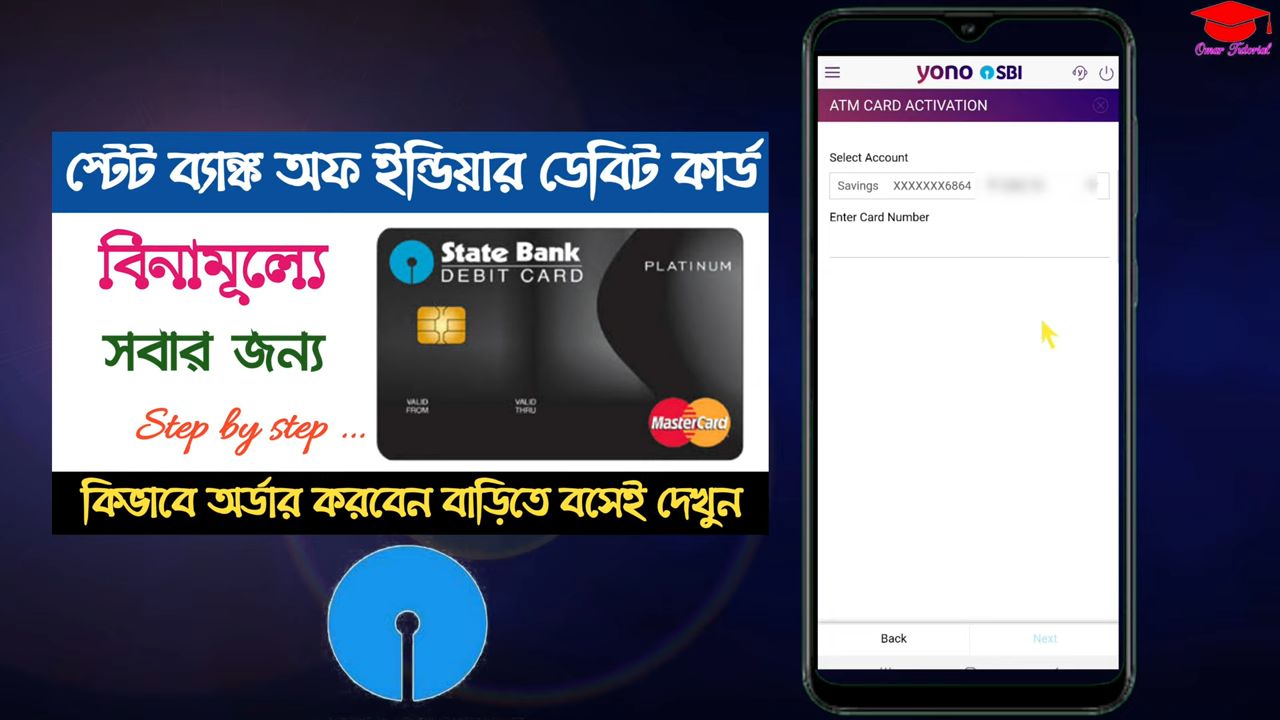 স্টেট ব্যাঙ্ক অফ ইন্ডিয়ার ডেবিট কার্ড
বিনামূল্যে
সবার জন্য
Step by step ...
State Bank
DEBIT CARD
PLATINUM
VALID FROM
VALID THRU
MasterCard
কিভাবে অর্ডার করবেন বাড়িতে বসেই দেখুন
yono SBI
ATM CARD ACTIVATION
Select Account
Savings XXXXXXX6864
Enter Card Number
Back Next
Omar Tutorial